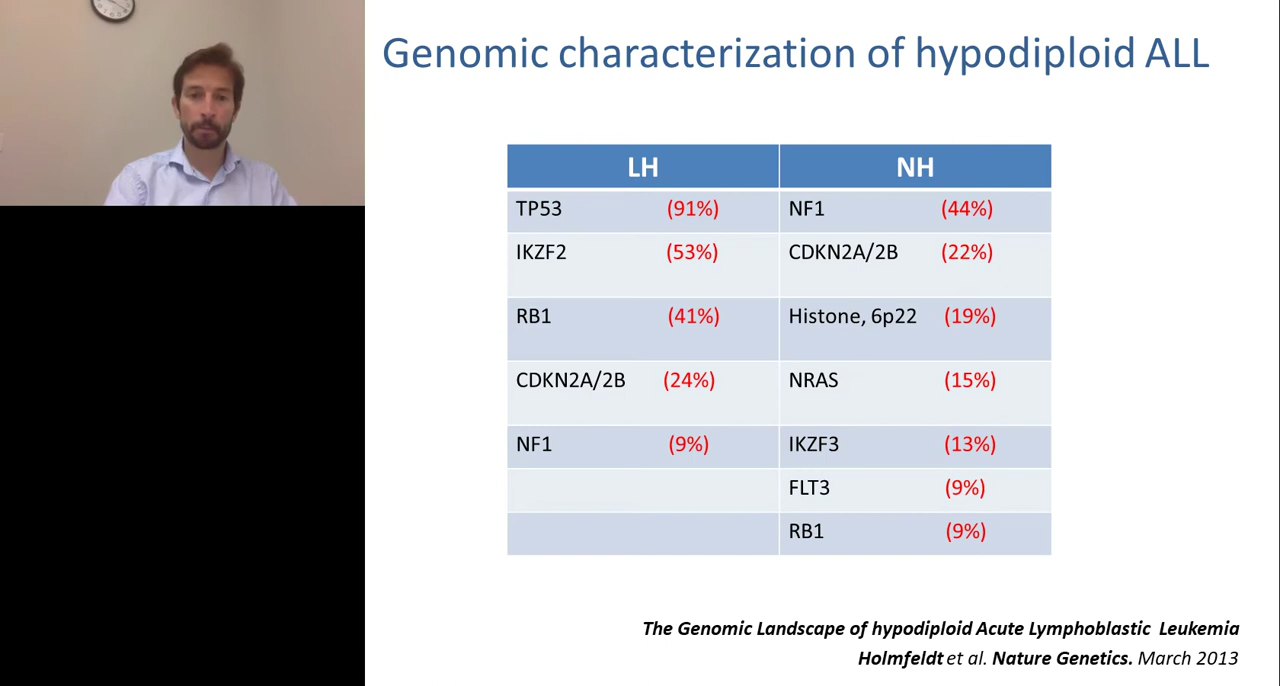 Genomic characterization of hypodiploid ALL
LH NH
TP53 (91%) NF1 (44%)
IKZF2 (53%) CDKN2A/2B (22%)
RB1 (41%) Histone, 6p22 (19%)
CDKN2A/2B (24%) NRAS (15%)
NF1 (9%) IKZF3 (13%)
FLT3 (9%)
RB1 (9%)
The Genomic Landscape of hypodiploid Acute Lymphoblastic Leukemia
Holmfeldt et al. Nature Genetics. March 2013